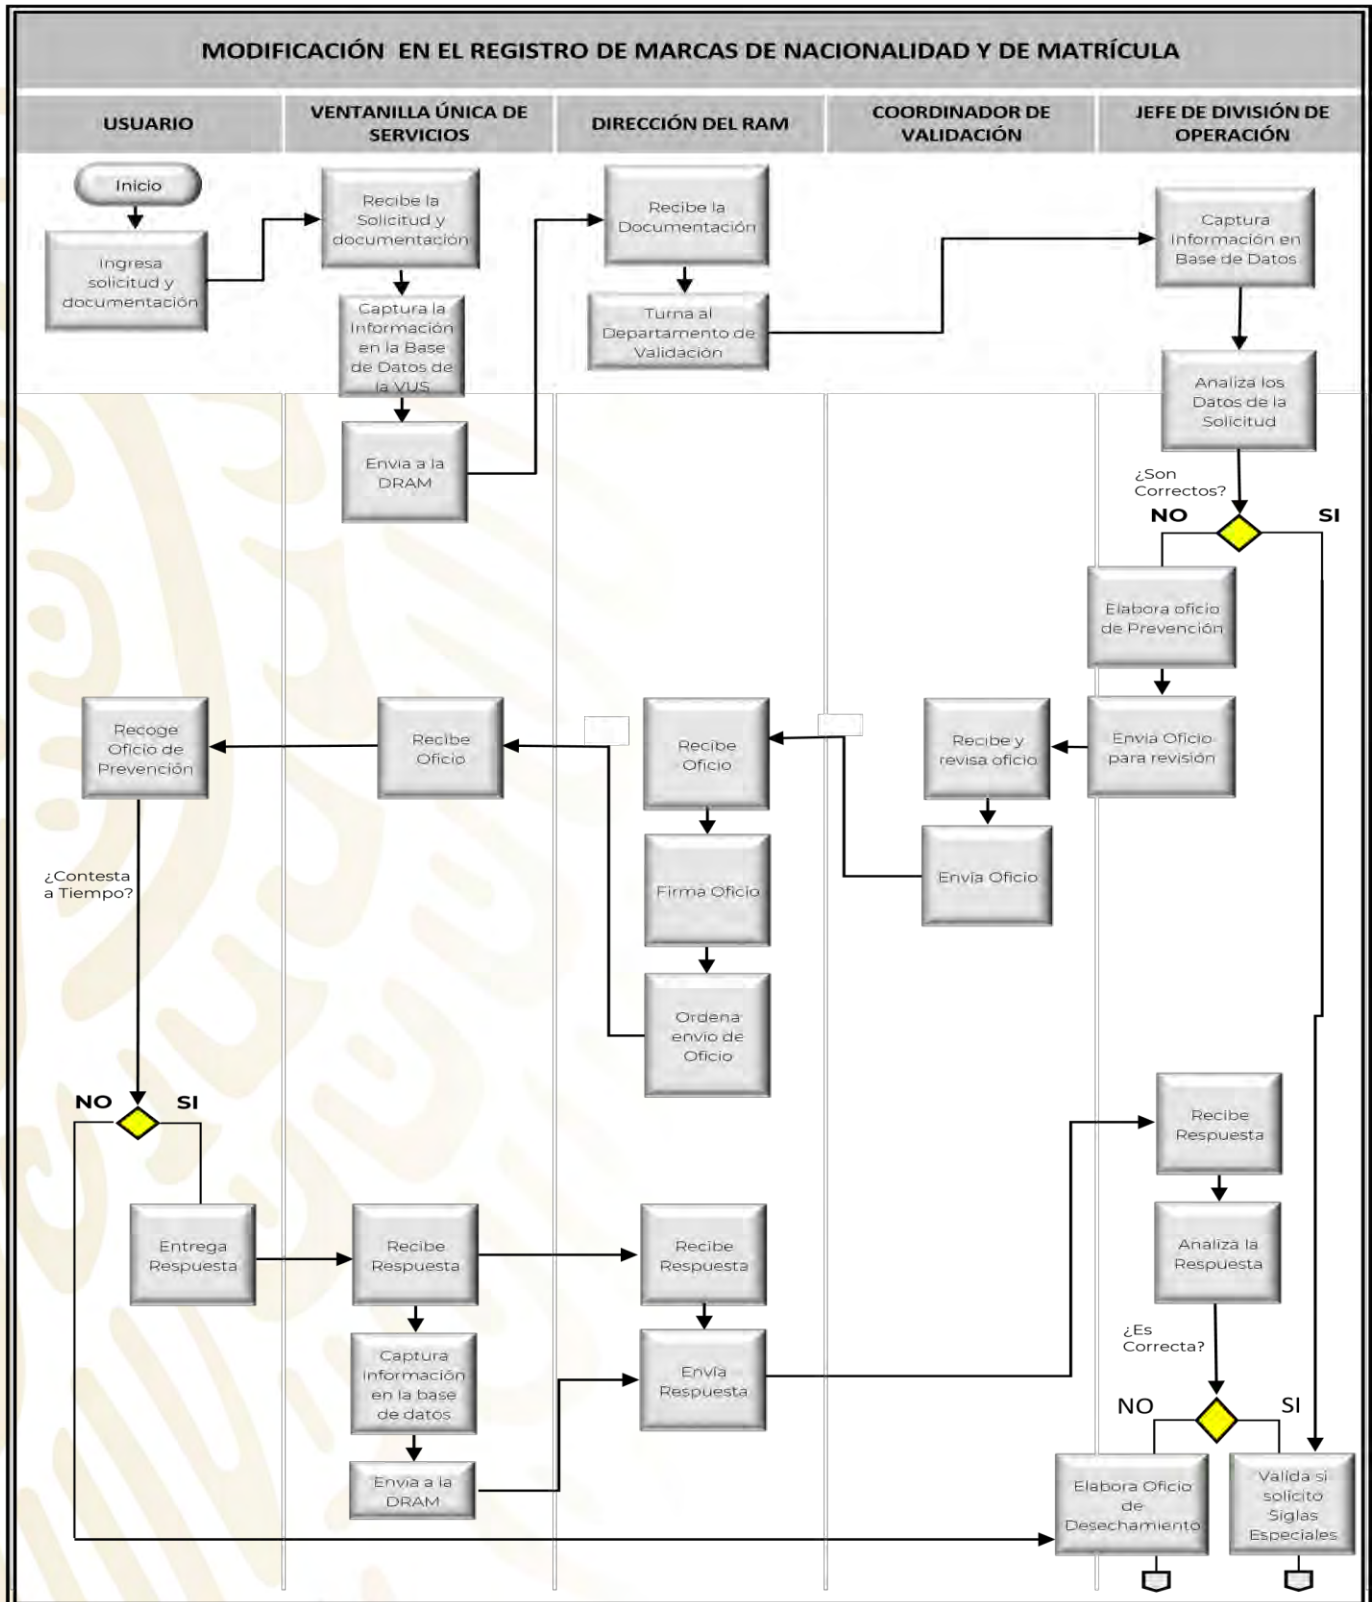 MODIFICACIÓN EN EL REGISTRO DE MARCAS DE NACIONALIDAD Y DE MATRÍCULA
USUARIO
VENTANILLA ÚNICA DE
SERVICIOS
DIRECCIÓN DEL RAM
COORDINADOR DE
VALIDACIÓN
JEFE DE DIVISIÓN DE
OPERACIÓN
Inicio
Ingresa
solicitud y
documentación
Recibe la
Solicitud y
documentación
Captura la
Información
en la Base
de Datos de
la VUS
Envia a la
DRAM
Recibe la
Documentación
Turna al
Departamento de
Validación
Captura
Información en
Base de Datos
Analiza los
Datos de la
Solicitud
¿Son
Correctos?
NO
SI
Elabora oficio
de Prevención
Envía Oficio
para revisión
Recibe y
revisa oficio
Envía Oficio
Recibe
Oficio
Firma Oficio
Ordena
envio de
Oficio
Recibe
Oficio
Recoge
Oficio de
Prevención
¿Contesta
a Tiempo?
NO
SI
Entrega
Respuesta
Recibe
Respuesta
Captura
información
en la base
de datos
Envia a la
DRAM
Recibe
Respuesta
Envía
Respuesta
Recibe
Respuesta
Analiza la
Respuesta
¿Es
Correcta?
NO
SI
Elabora Oficio
de
Desechamiento
Valida si
solicito
Siglas
Especiales